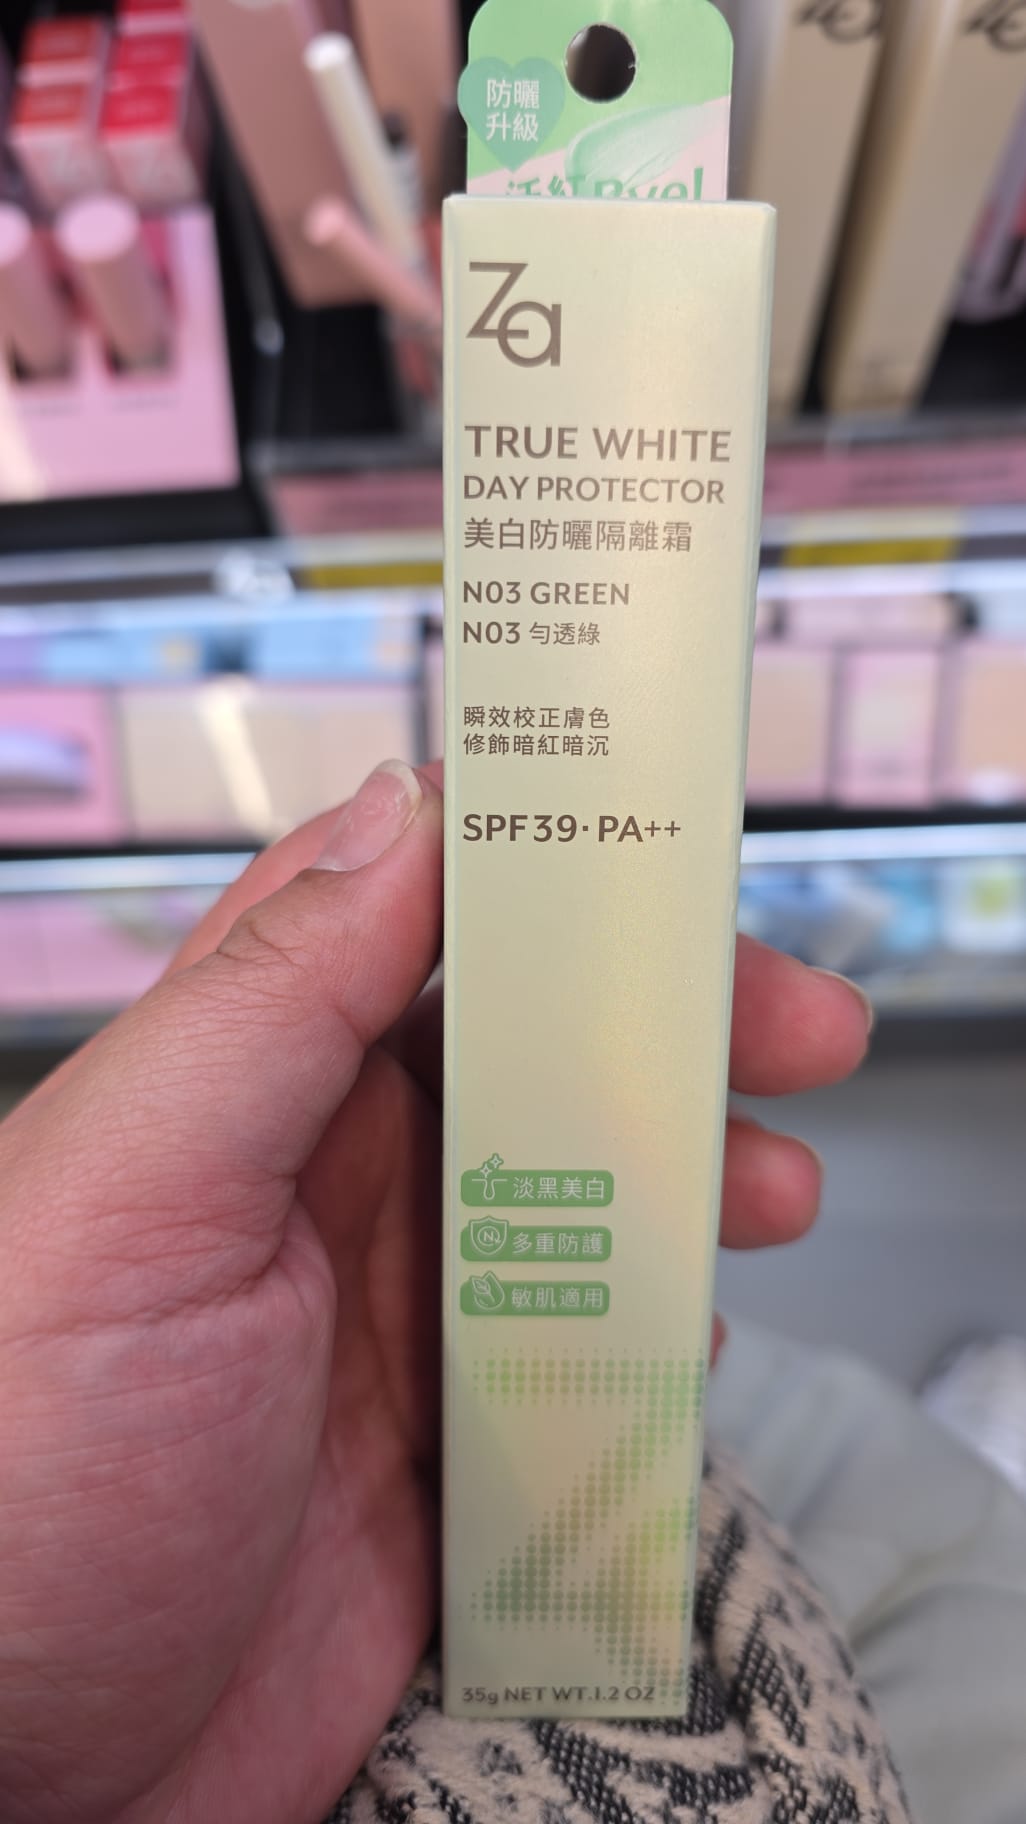 防曬
升級
Bye!
Za
TRUE WHITE
DAY PROTECTOR
美白防曬隔離霜
N03 GREEN
N03 勻透綠
瞬效校正膚色
修飾暗紅暗沉
SPF39·PA++
淡黑美白
N
多重防護
敏肌適用
35g NET WT.1.2 OZ